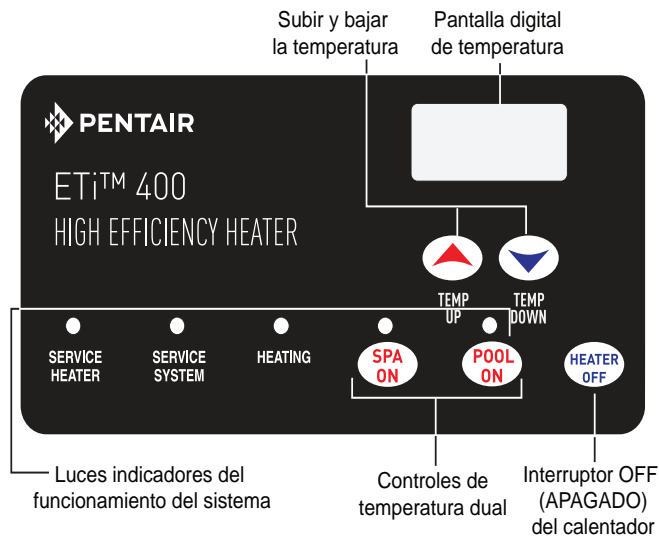 Subir y bajar
la temperatura
Pantalla digital
de temperatura
PENTAIR
ETi™ 400
HIGH EFFICIENCY HEATER
TEMP
UP
TEMP
DOWN
SERVICE
HEATER
SERVICE
SYSTEM
HEATING
SPA
ON
POOL
ON
HEATER
OFF
Luces indicadores del
funcionamiento del sistema
Controles de
temperatura dual
Interruptor OFF
(APAGADO)
del calentador